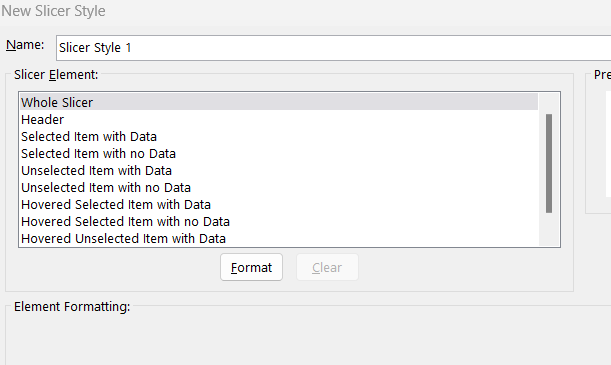 New Slicer Style
Name: Slicer Style 1
Slicer Element:
Pre
Whole Slicer
Header
Selected Item with Data
Selected Item with no Data
Unselected Item with Data
Unselected Item with no Data
Hovered Selected Item with Data
Hovered Selected Item with no Data
Hovered Unselected Item with Data
Format Clear
Element Formatting: